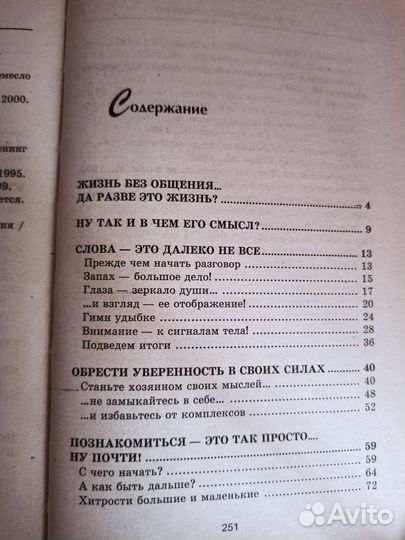 емесло
2000.
енинг
1995.
99.
ается.
ния /
Содержание
ЖИЗНЬ БЕЗ ОБЩЕНИЯ...
ДА РАЗВЕ ЭТО ЖИЗНЬ? 4
НУ ТАК И В ЧЕМ ЕГО СМЫСЛ? 9
СЛОВА — ЭТО ДАЛЕКО НЕ ВСЕ 13
Прежде чем начать разговор 13
Запах — большое дело! 15
Глаза — зеркало души... 17
...и взгляд — ее отображение! 20
Гимн улыбке 24
Внимание — к сигналам тела! 28
Подведем итоги 36
ОБРЕСТИ УВЕРЕННОСТЬ В СВОИХ СИЛАХ 40
Станьте хозяином своих мыслей... 40
...не замыкайтесь в себе... 48
...и избавьтесь от комплексов 52
ПОЗНАКОМИТЬСЯ — ЭТО ТАК ПРОСТО...
НУ ПОЧТИ! 59
С чего начать? 59
А как быть дальше? 64
Хитрости большие и маленькие 72
251
Avito